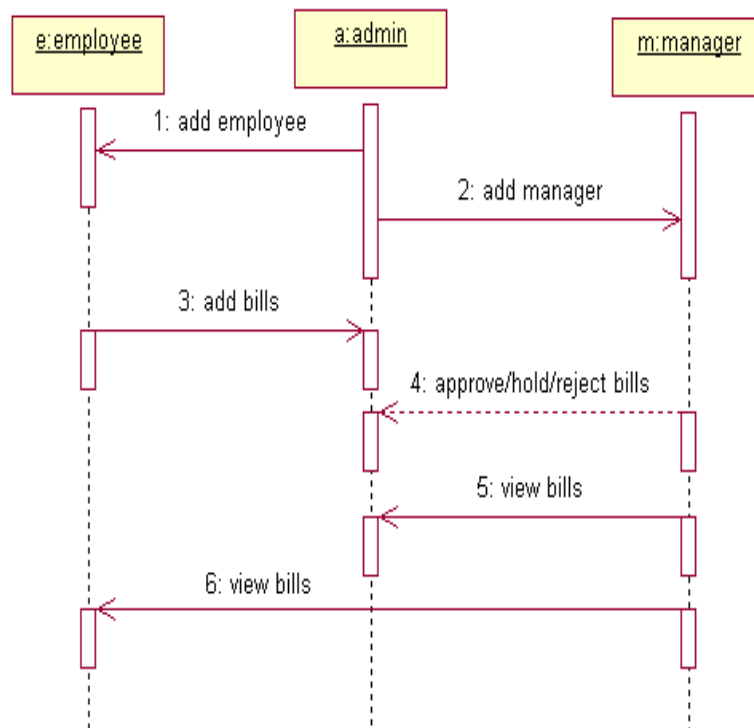 e:employee
a:admin
m:manager
1: add employee
2: add manager
3: add bills
4: approve/hold/reject bills
5: view bills
6: view bills